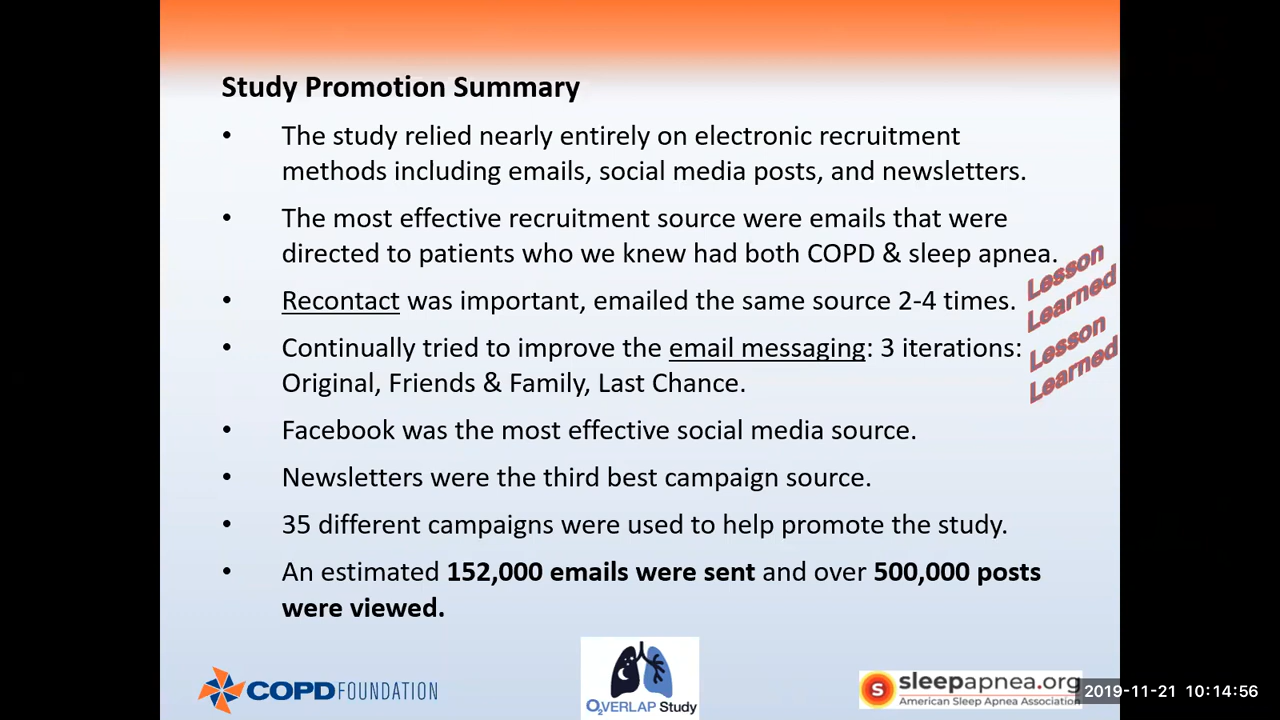 Study Promotion Summary
• The study relied nearly entirely on electronic recruitment
methods including emails, social media posts, and newsletters.
• The most effective recruitment source were emails that were
directed to patients who we knew had both COPD & sleep apnea.
• Recontact was important, emailed the same source 2-4 times.
Lesson
Learned
• Continually tried to improve the email messaging: 3 iterations:
Original, Friends & Family, Last Chance.
Lesson
Learned
• Facebook was the most effective social media source.
• Newsletters were the third best campaign source.
• 35 different campaigns were used to help promote the study.
• An estimated 152,000 emails were sent and over 500,000 posts
were viewed.
COPD FOUNDATION
O2VERLAP Study
S sleepapnea.org
American Sleep Apnea Association
2019-11-21 10:14:56